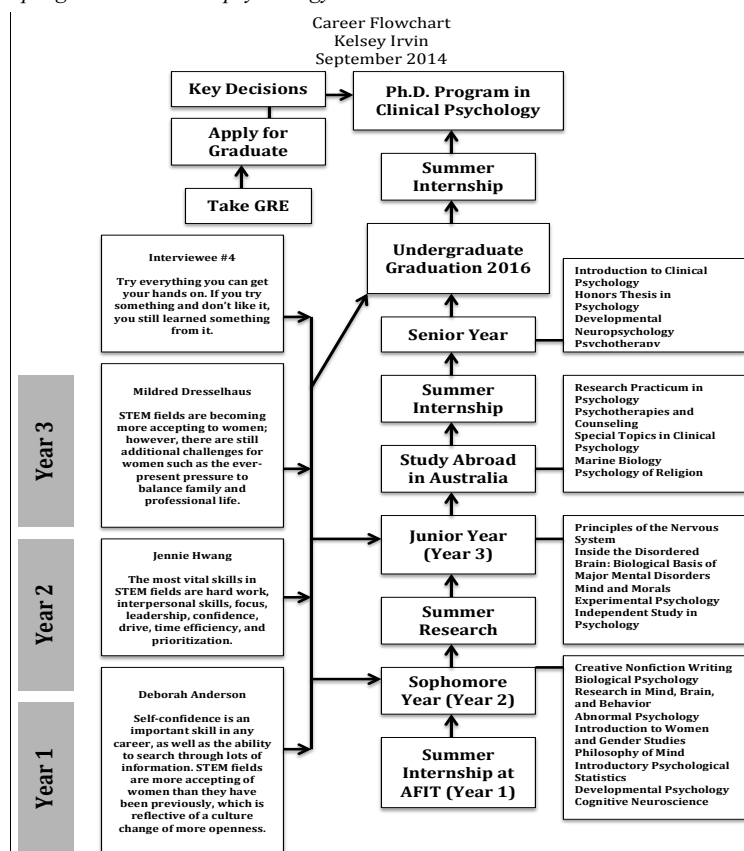 Career Flowchart
Kelsey Irvin
September 2014
Key Decisions
Ph.D. Program in
Clinical Psychology
Apply for
Graduate
Summer
Internship
Take GRE
Undergraduate
Graduation 2016
Interviewee #4
Try everything you can get
your hands on. If you try
something and don't like it,
you still learned something
from it.
Introduction to Clinical
Psychology
Honors Thesis in
Psychology
Developmental
Neuropsychology
Psychotherapy
Senior Year
Summer
Internship
Year 3
Mildred Dresselhaus
STEM fields are becoming
more accepting to women;
however, there are still
additional challenges for
women such as the ever-
present pressure to
balance family and
professional life.
Research Practicum in
Psychology
Psychotherapies and
Counseling
Special Topics in Clinical
Psychology
Marine Biology
Psychology of Religion
Study Abroad
in Australia
Junior Year
(Year 3)
Principles of the Nervous
System
Inside the Disordered
Brain: Biological Basis of
Major Mental Disorders
Mind and Morals
Experimental Psychology
Independent Study in
Psychology
Year 2
Jennie Hwang
The most vital skills in
STEM fields are hard work,
interpersonal skills, focus,
leadership, confidence,
drive, time efficiency, and
prioritization.
Summer
Research
Sophomore
Year (Year 2)
Creative Nonfiction Writing
Biological Psychology
Research in Mind, Brain,
and Behavior
Abnormal Psychology
Introduction to Women
and Gender Studies
Philosophy of Mind
Introductory Psychological
Statistics
Developmental Psychology
Cognitive Neuroscience
Year 1
Deborah Anderson
Self-confidence is an
important skill in any
career, as well as the ability
to search through lots of
information. STEM fields
are more accepting of
women than they have
been previously, which is
reflective of a culture
change of more openness.
Summer
Internship at
AFIT (Year 1)